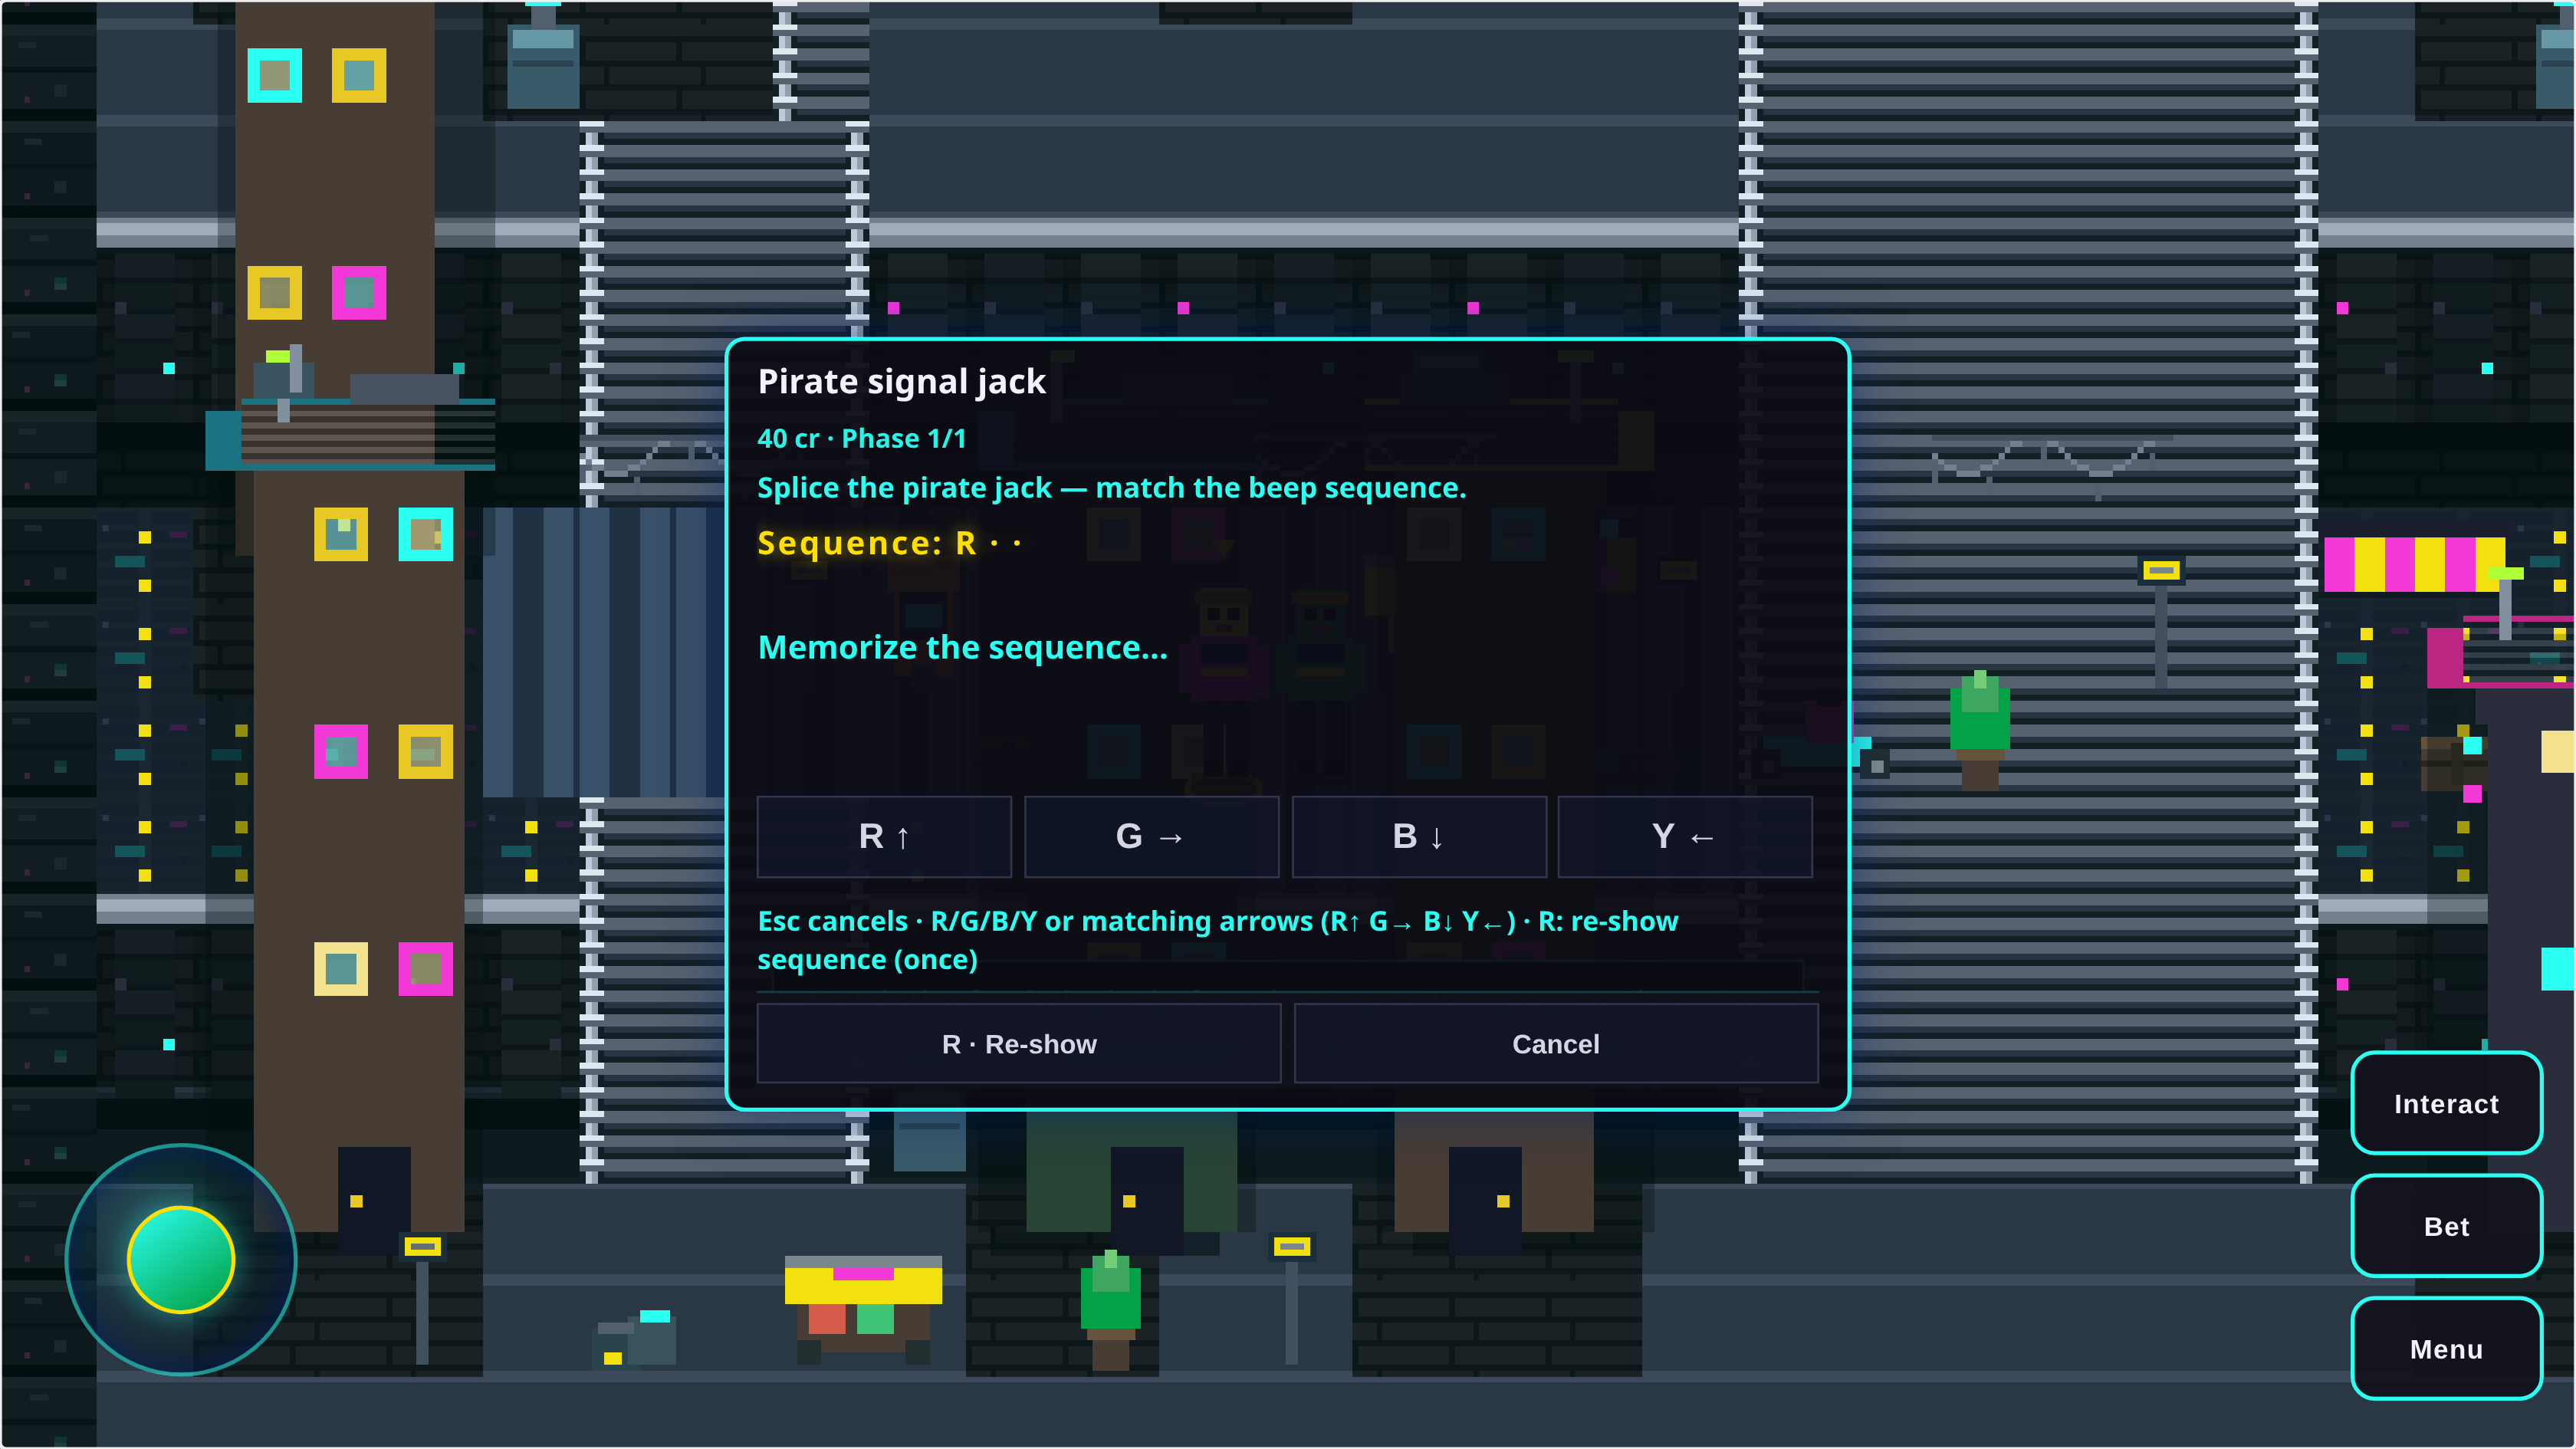 Pirate signal jack
40 cr · Phase 1/1
Splice the pirate jack — match the beep sequence.
Sequence: R · ·
Memorize the sequence...
R ↑
G →
B ↓
Y ←
Esc cancels · R/G/B/Y or matching arrows (R↑ G→ B↓ Y←) · R: re-show
sequence (once)
R · Re-show
Cancel
Interact
Bet
Menu